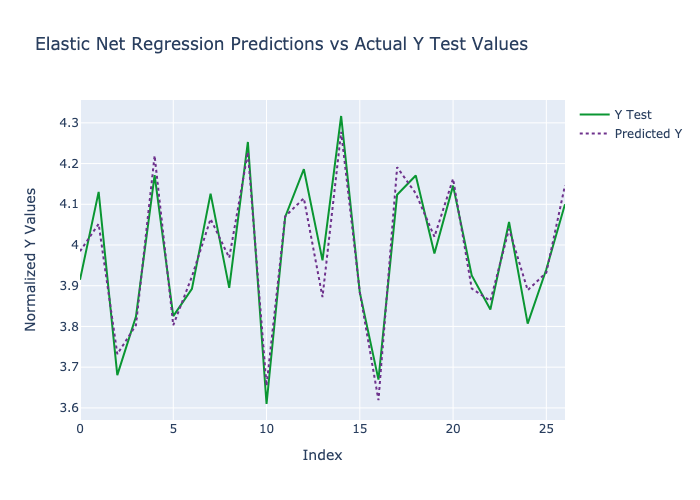 Elastic Net Regression Predictions vs Actual Y Test Values
Y Test
Predicted Y
Normalized Y Values
4.3
4.2
4.1
4
3.9
3.8
3.7
3.6
0 5 10 15 20 25
Index